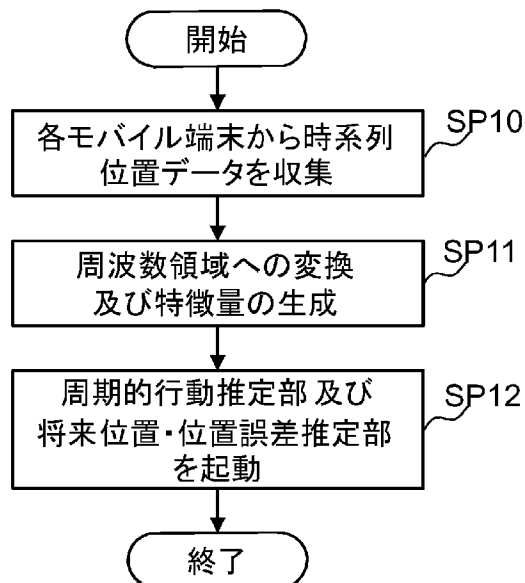 開始
各モバイル端末から時系列
位置データを収集
SP10
周波数領域への変換
及び特徴量の生成
SP11
周期的行動推定部 及び
将来位置・位置誤差推定部
を起動
SP12
終了